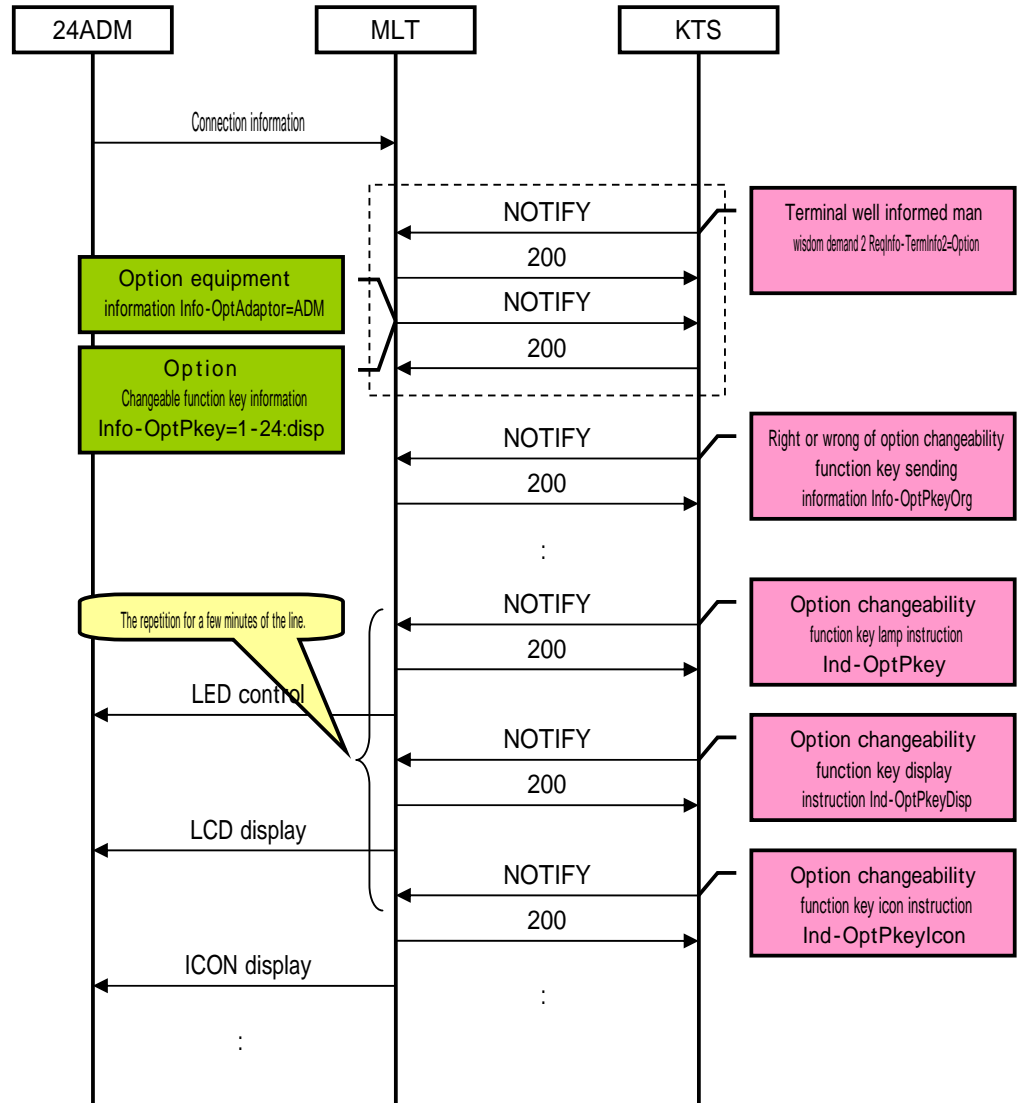 24ADM
MLT
KTS
Connection information
NOTIFY
Terminal well informed man
wisdom demand 2 ReqInfo-TermInfo2=Option
200
Option equipment
information Info-OptAdaptor=ADM
NOTIFY
200
Option
Changeable function key information
Info-OptPkey=1-24:disp
NOTIFY
Right or wrong of option changeability
function key sending
information Info-OptPkeyOrg
200
:
The repetition for a few minutes of the line.
NOTIFY
Option changeability
function key lamp instruction
Ind-OptPkey
200
LED control
NOTIFY
Option changeability
function key display
instruction Ind-OptPkeyDisp
200
LCD display
NOTIFY
Option changeability
function key icon instruction
Ind-OptPkeyIcon
200
ICON display
:
: